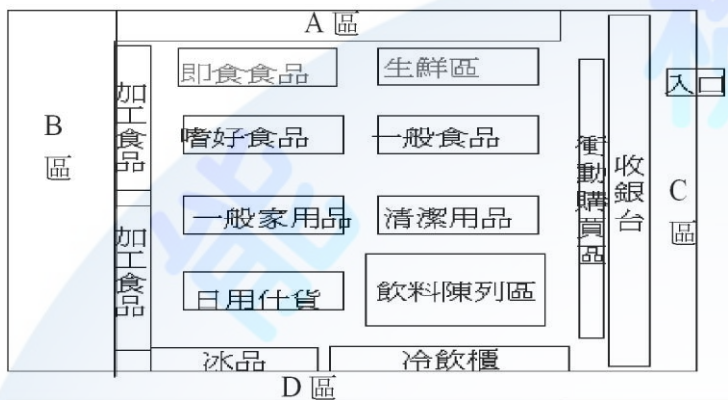 A 區
即食食品
生鮮區
入口
加工食品
B 區
嗜好食品
一般食品
衝動購買區
收銀台
C 區
一般家用品
清潔用品
加工食品
日用什貨
飲料陳列區
冰品
冷飲櫃
D 區